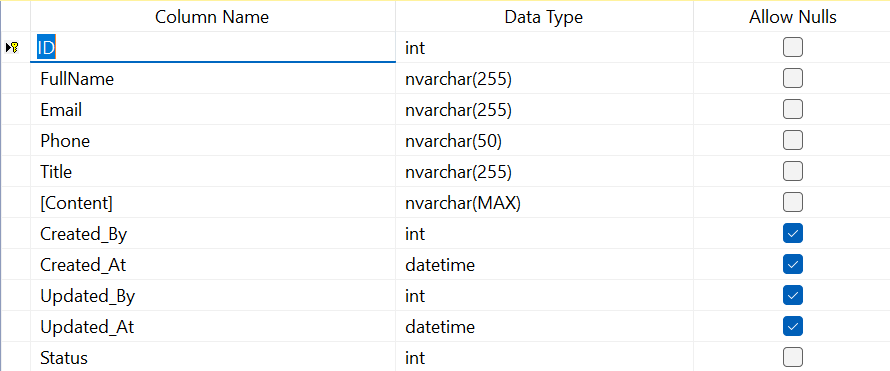 Column Name Data Type Allow Nulls
ID int
FullName nvarchar(255)
Email nvarchar(255)
Phone nvarchar(50)
Title nvarchar(255)
[Content] nvarchar(MAX)
Created_By int
Created_At datetime
Updated_By int
Updated_At datetime
Status int